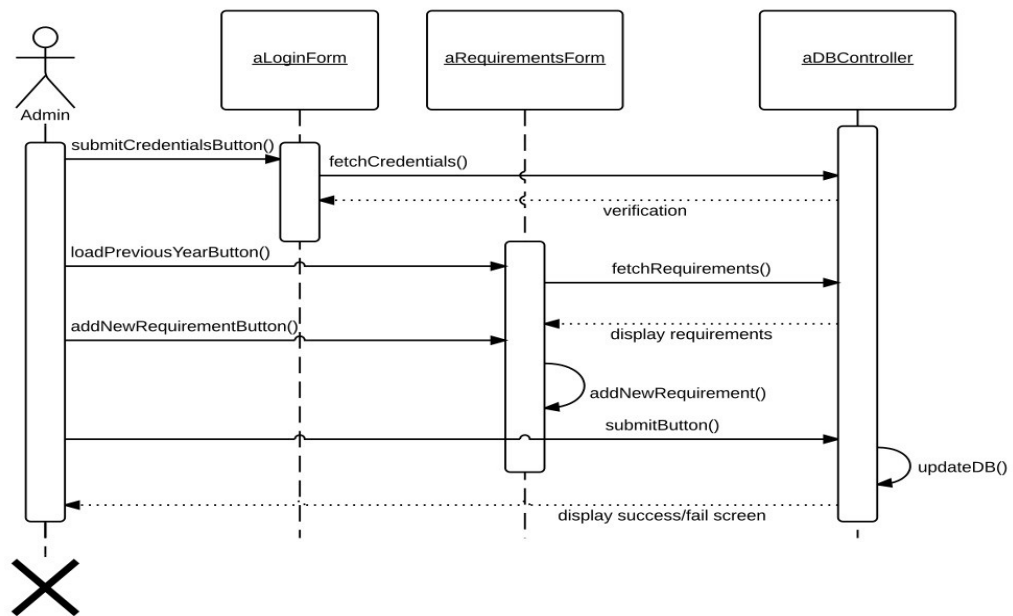 aLoginForm
aRequirementsForm
aDBController
Admin
submitCredentialsButton()
fetchCredentials()
verification
loadPreviousYearButton()
fetchRequirements()
addNewRequirementButton()
display requirements
addNewRequirement()
submitButton()
updateDB()
display success/fail screen